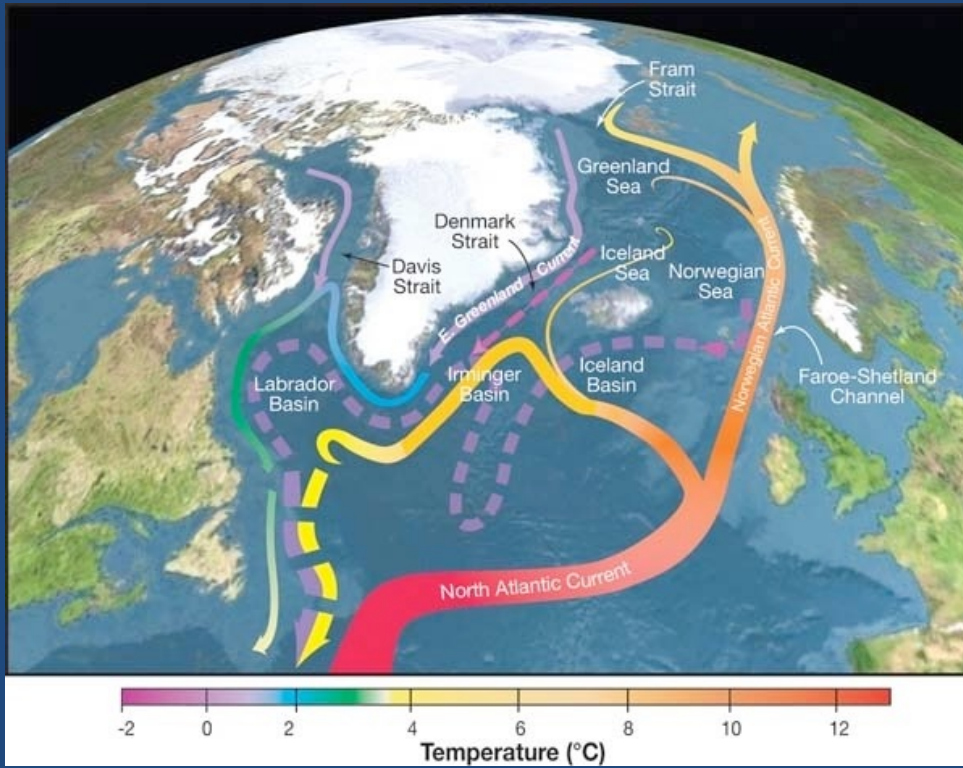 Fram
Strait
Greenland
Sea
Denmark
Strait
Iceland
Sea
Davis
Strait
Norwegian
Sea
E. Greenland Current
Norwegian Atlantic Current
Labrador
Basin
Irminger
Basin
Iceland
Basin
Faroe-Shetland
Channel
North Atlantic Current
-2 0 2 4 6 8 10 12
Temperature (°C)